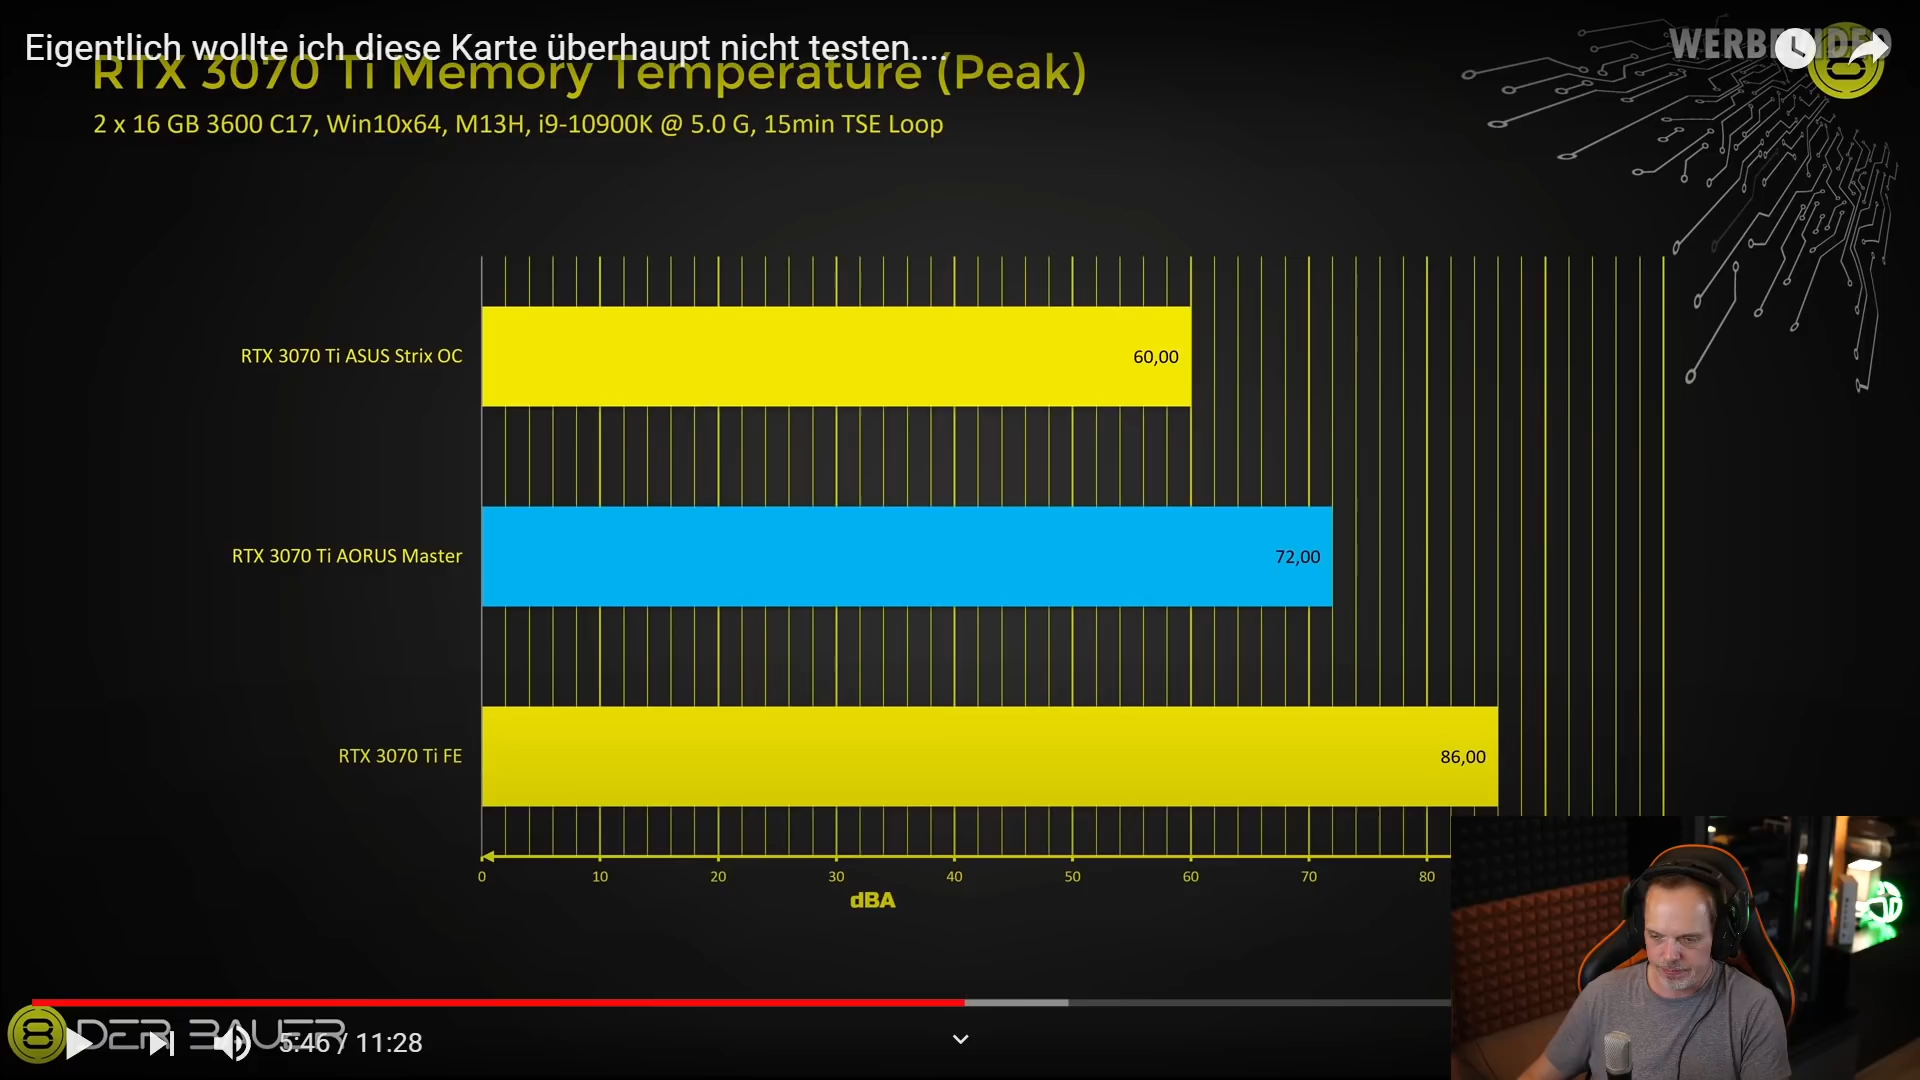 Eigentlich wollte ich diese Karte überhaupt nicht testen....
WERBEVIDEO
RTX 3070 Ti Memory Temperature (Peak)
2 x 16 GB 3600 C17, Win10x64, M13H, i9-10900K @ 5.0 G, 15min TSE Loop
RTX 3070 Ti ASUS Strix OC
60,00
RTX 3070 Ti AORUS Master
72,00
RTX 3070 Ti FE
86,00
0 10 20 30 40 50 60 70 80
dBA
DER BAUER
5:46 / 11:28